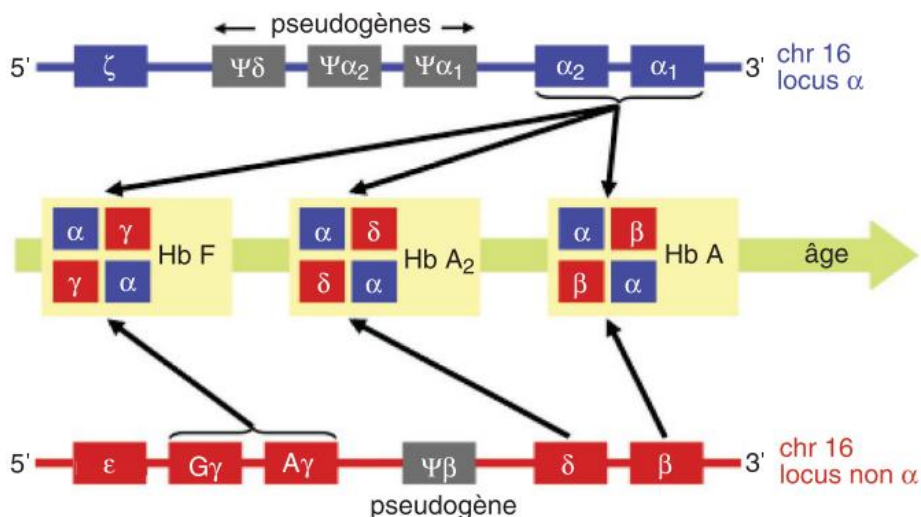 pseudogènes
5' ζ Ψδ Ψα₂ Ψα₁ α₂ α₁ 3' chr 16
locus α
α γ
γ α
Hb F
α δ
δ α
Hb A₂
α β
β α
Hb A
âge
5' ε Gγ Aγ Ψβ δ β 3' chr 16
locus non α
pseudogène